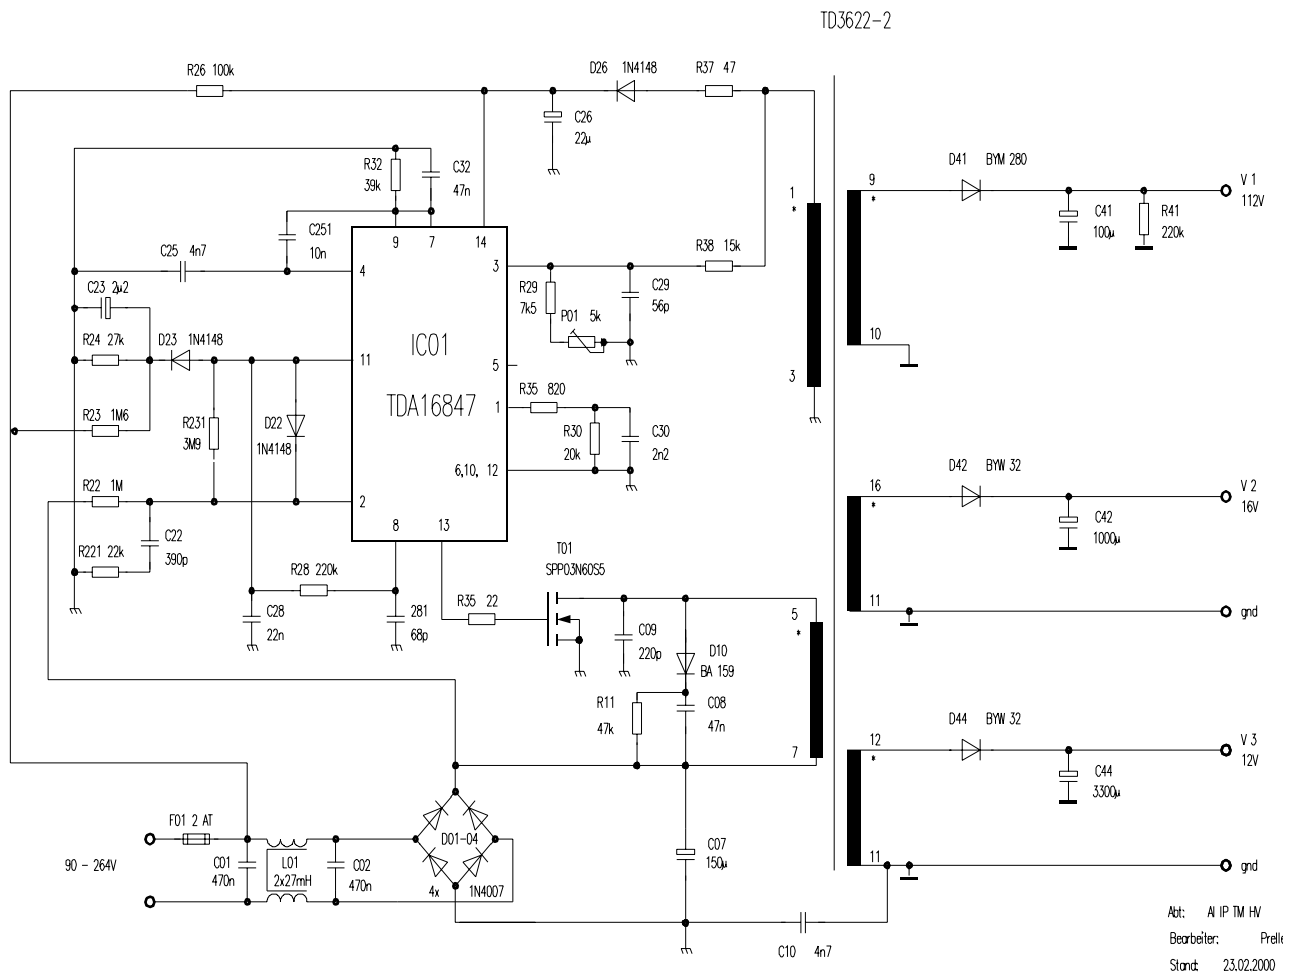 TD3622-2
R26 100k
D26 1N4148
R37 47
C26
22µ
R32
39k
C32
47n
D41 BYM 280
9
*
V 1
112V
C41
100µ
R41
220k
1
*
C251
10n
9
7
14
C25 4n7
4
3
R38 15k
R29
7k5
C29
56p
C23 2µ2
P01 5k
R24 27k
D23 1N4148
10
IC01
11
5
3
TDA16847
R35 820
1
R23 1M6
R231
3M9
D22
1N4148
R30
20k
C30
2n2
6,10, 12
D42 BYW 32
R22 1M
2
16
*
V 2
16V
C42
1000µ
8
13
C22
390p
R221 22k
T01
SPP03N60S5
R28 220k
C28
22n
281
68p
R35 22
11
gnd
5
*
C09
220p
D10
BA 159
R11
47k
C08
47n
7
D44 BYW 32
12
*
V 3
12V
C44
3300µ
F01 2 AT
D01-04
90 - 264V
C01
470n
L01
2x27mH
C02
470n
4x
1N4007
C07
150µ
11
gnd
C10 4n7
Abt: AI IP TM HV
Bearbeiter: Prelle
Stand: 23.02.2000